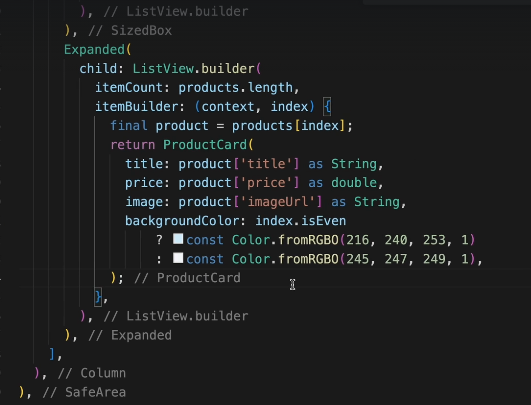 ), // ListView.builder
), // SizedBox
Expanded(
child: ListView.builder(
itemCount: products.length,
itemBuilder: (context, index) {
final product = products[index];
return ProductCard(
title: product['title'] as String,
price: product['price'] as double,
image: product['imageUrl'] as String,
backgroundColor: index.isEven
? const Color.fromRGBO(216, 240, 253, 1)
: const Color.fromRGBO(245, 247, 249, 1),
); // ProductCard
},
), // ListView.builder
), // Expanded
],
), // Column
), // SafeArea